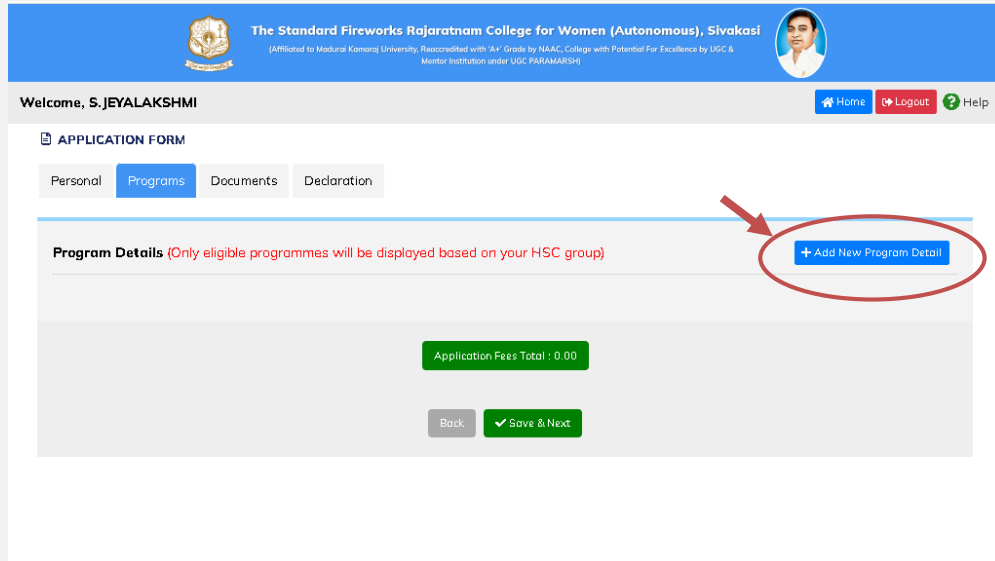 The Standard Fireworks Rajaratnam College for Women (Autonomous), Sivakasi
(Affiliated to Madurai Kamaraj University, Reaccredited with 'A+' Grade by NAAC, College with Potential For Excellence by UGC &
Mentor Institution under UGC PARAMARSH)
Welcome, S.JEYALAKSHMI
Home Logout Help
APPLICATION FORM
Personal Programs Documents Declaration
Program Details (Only eligible programmes will be displayed based on your HSC group) + Add New Program Detail
Application Fees Total : 0.00
Back Save & Next